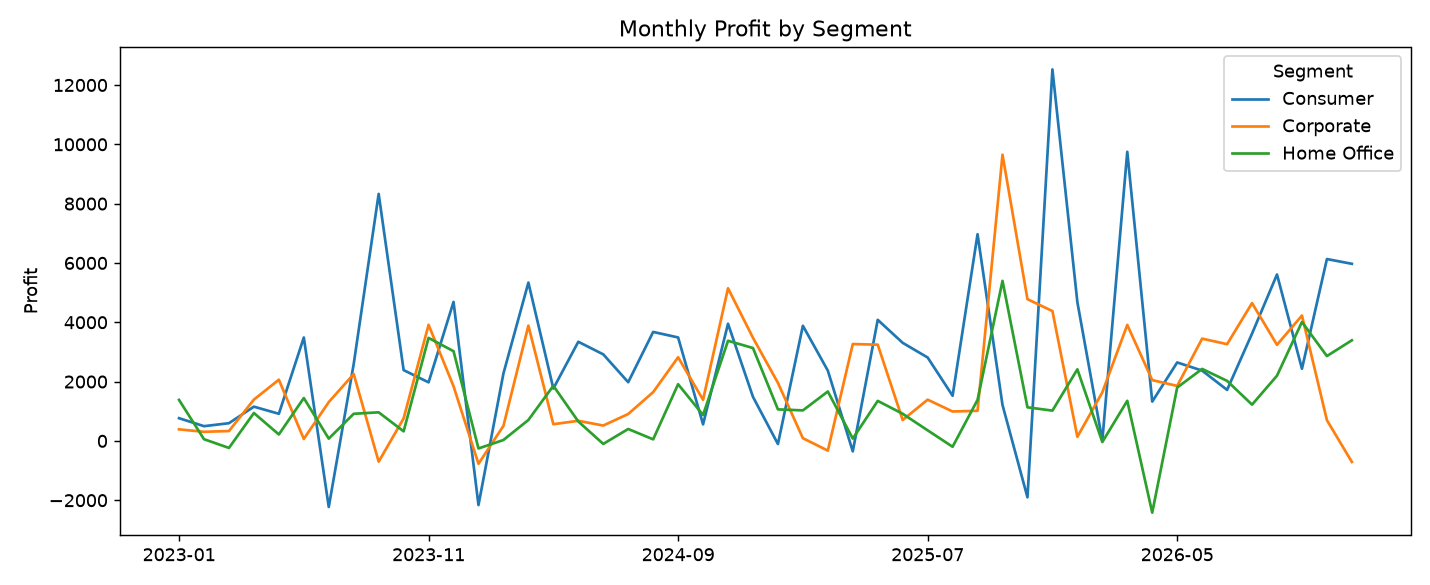 Monthly Profit by Segment
Segment
Consumer
Corporate
Home Office
12000
10000
8000
6000
4000
2000
0
−2000
Profit
2023-01
2023-11
2024-09
2025-07
2026-05